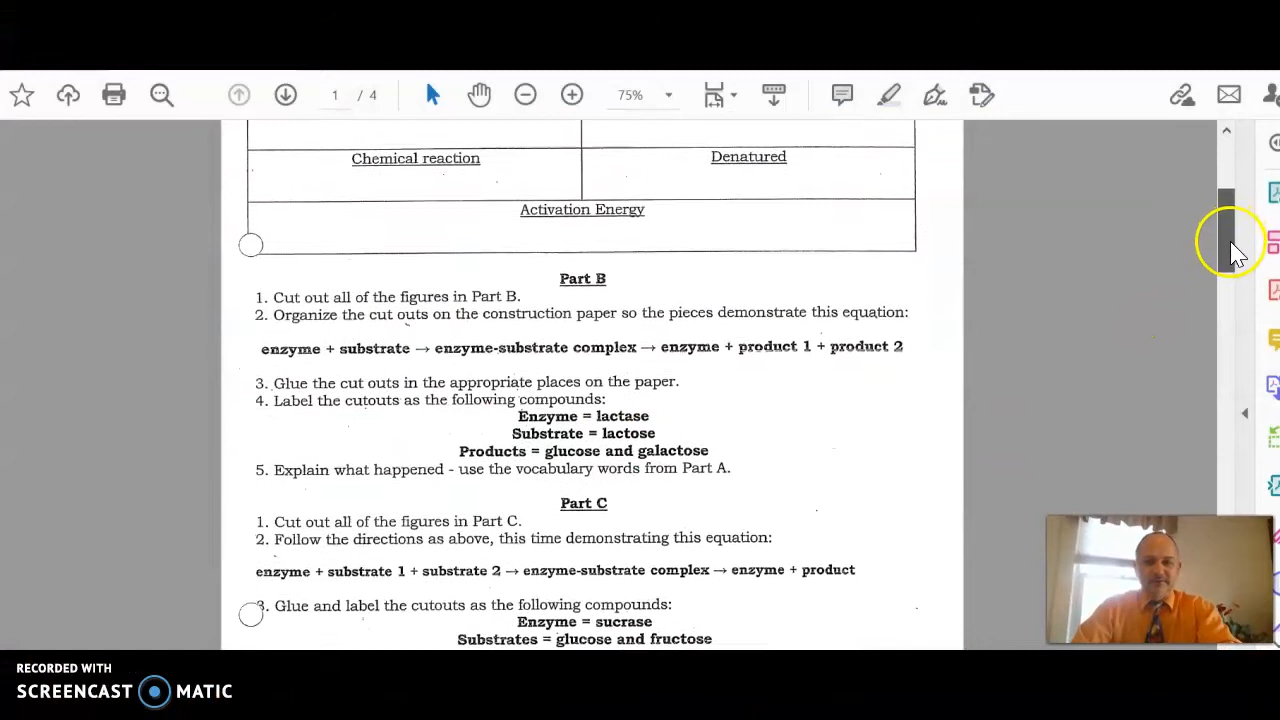 1 / 4
75%
Chemical reaction
Denatured
Activation Energy
Part B
1. Cut out all of the figures in Part B.
2. Organize the cut outs on the construction paper so the pieces demonstrate this equation:
enzyme + substrate → enzyme-substrate complex → enzyme + product 1 + product 2
3. Glue the cut outs in the appropriate places on the paper.
4. Label the cutouts as the following compounds:
Enzyme = lactase
Substrate = lactose
Products = glucose and galactose
5. Explain what happened - use the vocabulary words from Part A.
Part C
1. Cut out all of the figures in Part C.
2. Follow the directions as above, this time demonstrating this equation:
enzyme + substrate 1 + substrate 2 → enzyme-substrate complex → enzyme + product
3. Glue and label the cutouts as the following compounds:
Enzyme = sucrase
Substrates = glucose and fructose
RECORDED WITH
SCREENCAST MATIC